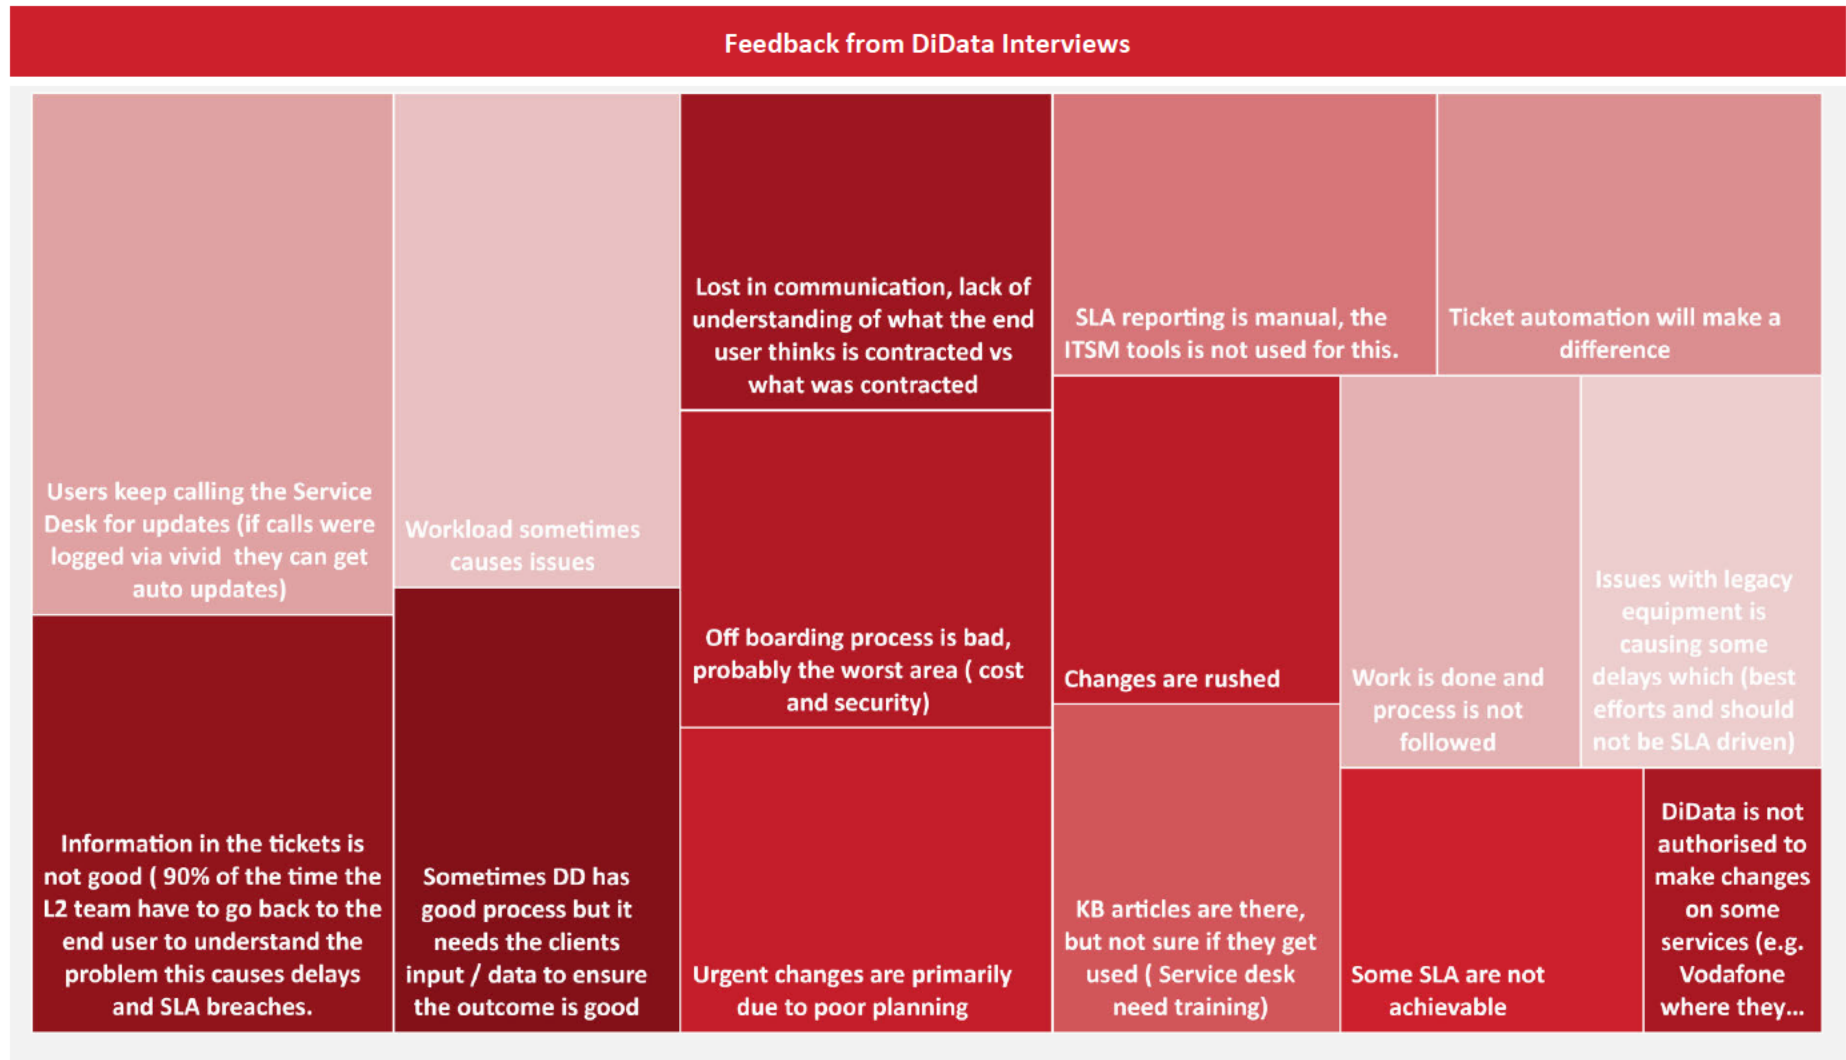 Feedback from DiData Interviews
Users keep calling the Service
Desk for updates (if calls were
logged via vivid  they can get
auto updates)
Information in the tickets is
not good ( 90% of the time the
L2 team have to go back to the
end user to understand the
problem this causes delays
and SLA breaches.
Workload sometimes
causes issues
Sometimes DD has
good process but it
needs the clients
input / data to ensure
the outcome is good
Lost in communication, lack of
understanding of what the end
user thinks is contracted vs
what was contracted
Off boarding process is bad,
probably the worst area ( cost
and security)
Urgent changes are primarily
due to poor planning
SLA reporting is manual, the
ITSM tools is not used for this.
Ticket automation will make a
difference
Changes are rushed
KB articles are there,
but not sure if they get
used ( Service desk
need training)
Work is done and
process is not
followed
Issues with legacy
equipment is
causing some
delays which (best
efforts and should
not be SLA driven)
Some SLA are not
achievable
DiData is not
authorised to
make changes
on some
services (e.g.
Vodafone
where they...